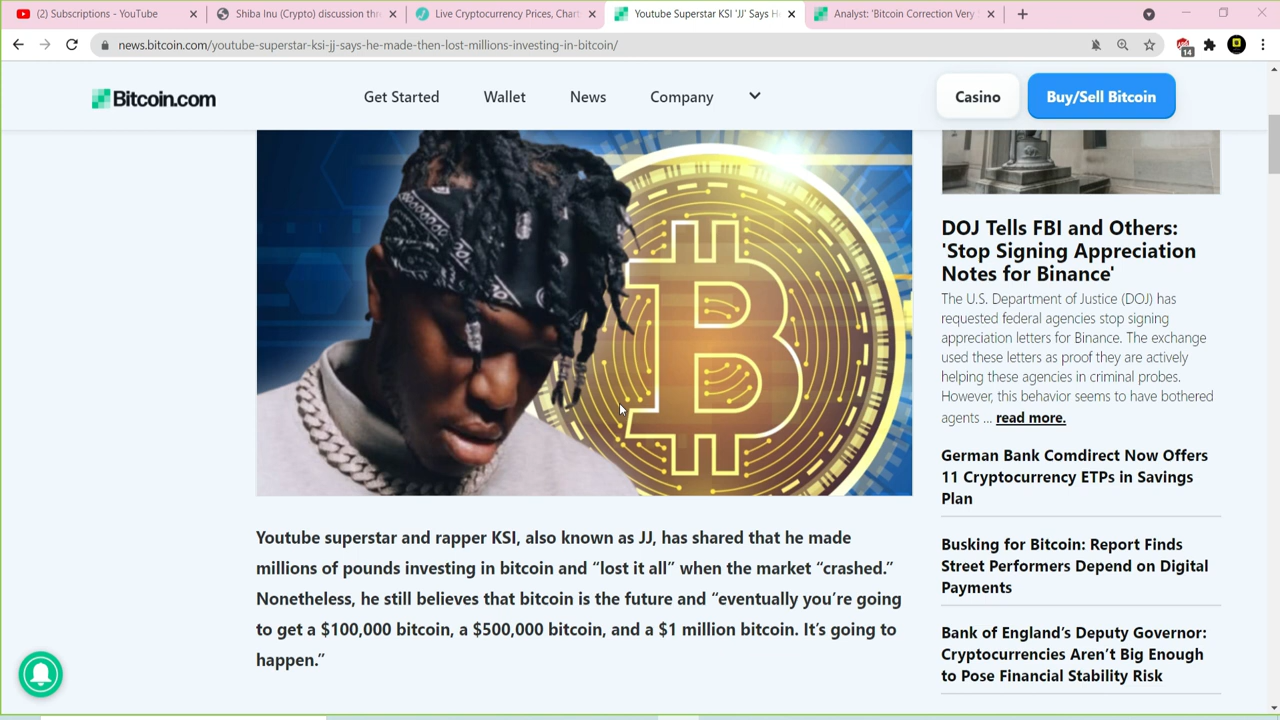 (2) Subscriptions - YouTube
Shiba Inu (Crypto) discussion thr
Live Cryptocurrency Prices, Chart
Youtube Superstar KSI 'JJ' Says H
Analyst: 'Bitcoin Correction Very
news.bitcoin.com/youtube-superstar-ksi-jj-says-he-made-then-lost-millions-investing-in-bitcoin/
14
Bitcoin.com
Get Started
Wallet
News
Company
Casino
Buy/Sell Bitcoin
Youtube superstar and rapper KSI, also known as JJ, has shared that he made
millions of pounds investing in bitcoin and “lost it all” when the market “crashed.”
Nonetheless, he still believes that bitcoin is the future and “eventually you’re going
to get a $100,000 bitcoin, a $500,000 bitcoin, and a $1 million bitcoin. It’s going to
happen.”
DOJ Tells FBI and Others:
'Stop Signing Appreciation
Notes for Binance'
The U.S. Department of Justice (DOJ) has
requested federal agencies stop signing
appreciation letters for Binance. The exchange
used these letters as proof they are actively
helping these agencies in criminal probes.
However, this behavior seems to have bothered
agents ... read more.
German Bank Comdirect Now Offers
11 Cryptocurrency ETPs in Savings
Plan
Busking for Bitcoin: Report Finds
Street Performers Depend on Digital
Payments
Bank of England’s Deputy Governor:
Cryptocurrencies Aren’t Big Enough
to Pose Financial Stability Risk